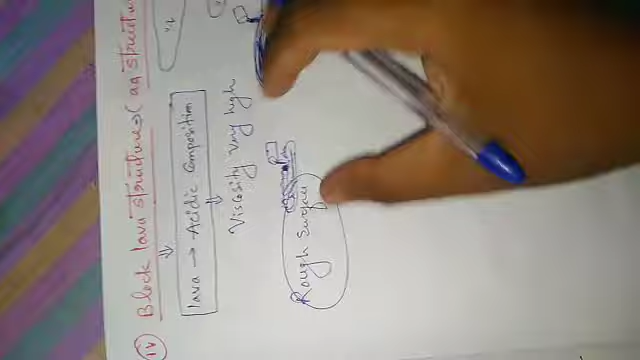 (iv) Block lava structures (aa structure
↓
lava → Acidic Composition
↓
Viscosity very high
Rough Surface